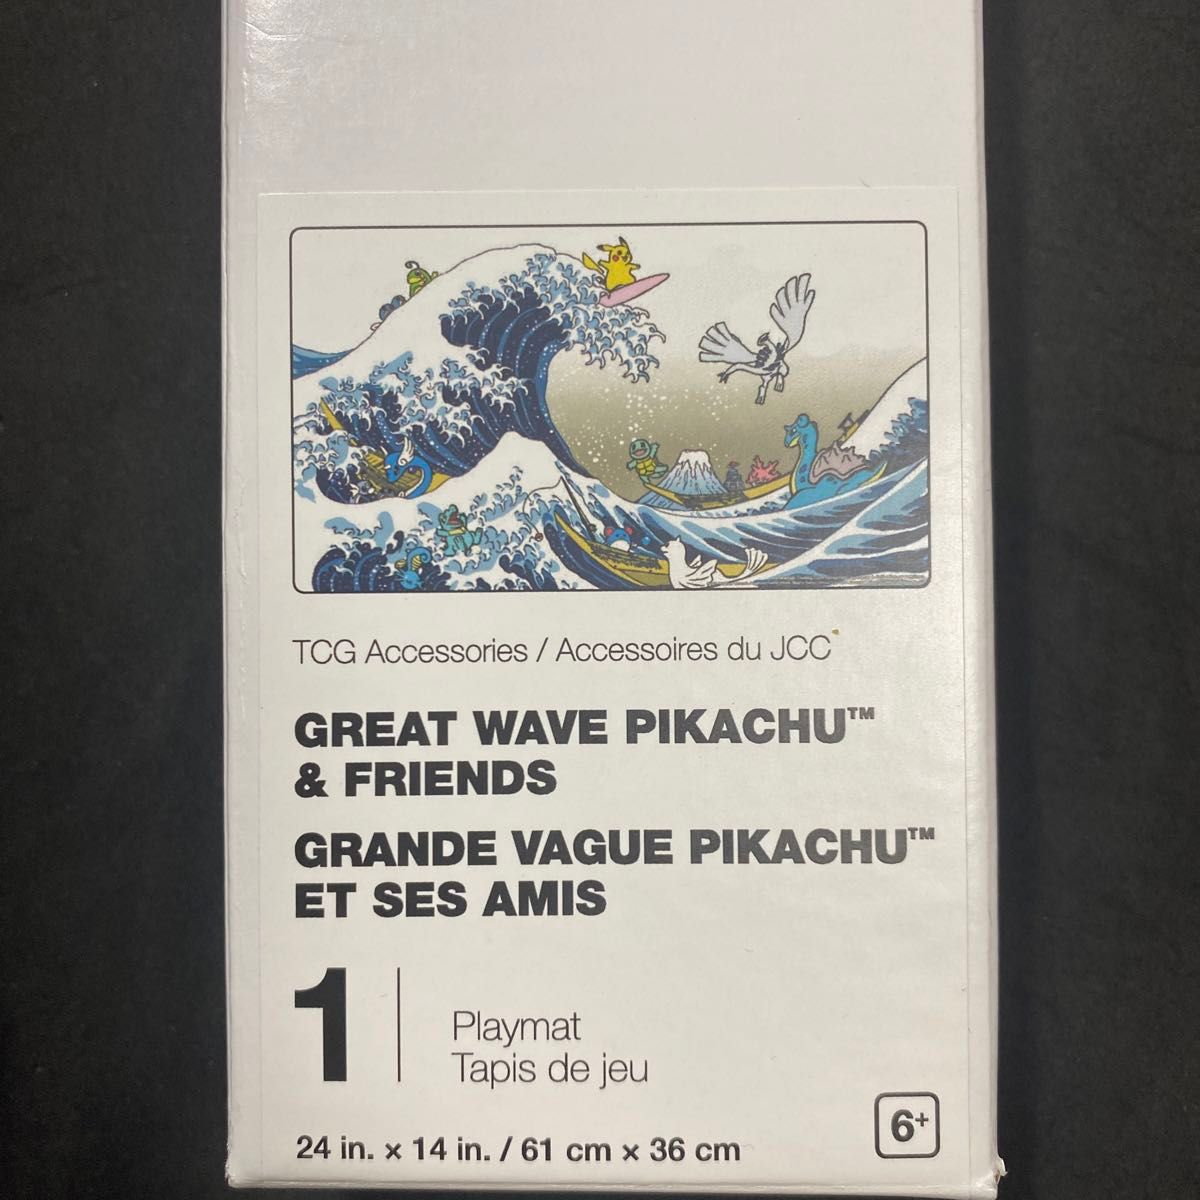 TCG Accessories / Accessoires du JCC
GREAT WAVE PIKACHU™
& FRIENDS
GRANDE VAGUE PIKACHU™
ET SES AMIS
1
Playmat
Tapis de jeu
24 in. × 14 in. / 61 cm × 36 cm
6+